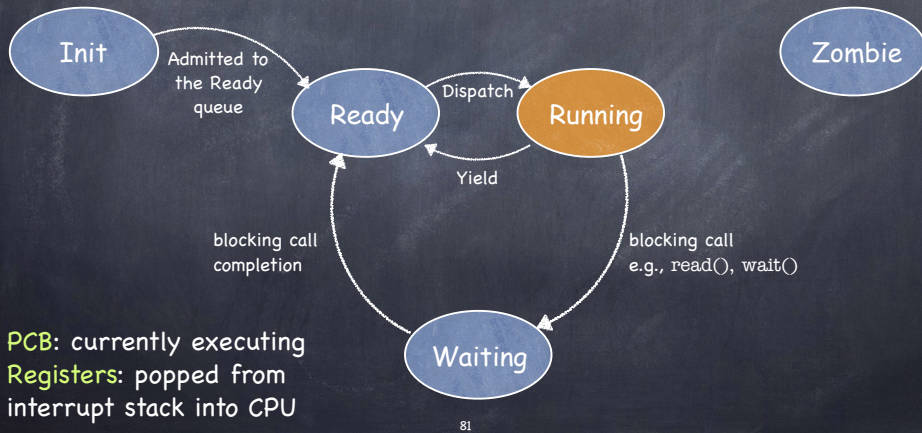 Init
Zombie
Admitted to
the Ready
queue
Dispatch
Ready
Running
Yield
blocking call
completion
blocking call
e.g., read(), wait()
Waiting
PCB: currently executing
Registers: popped from
interrupt stack into CPU
81